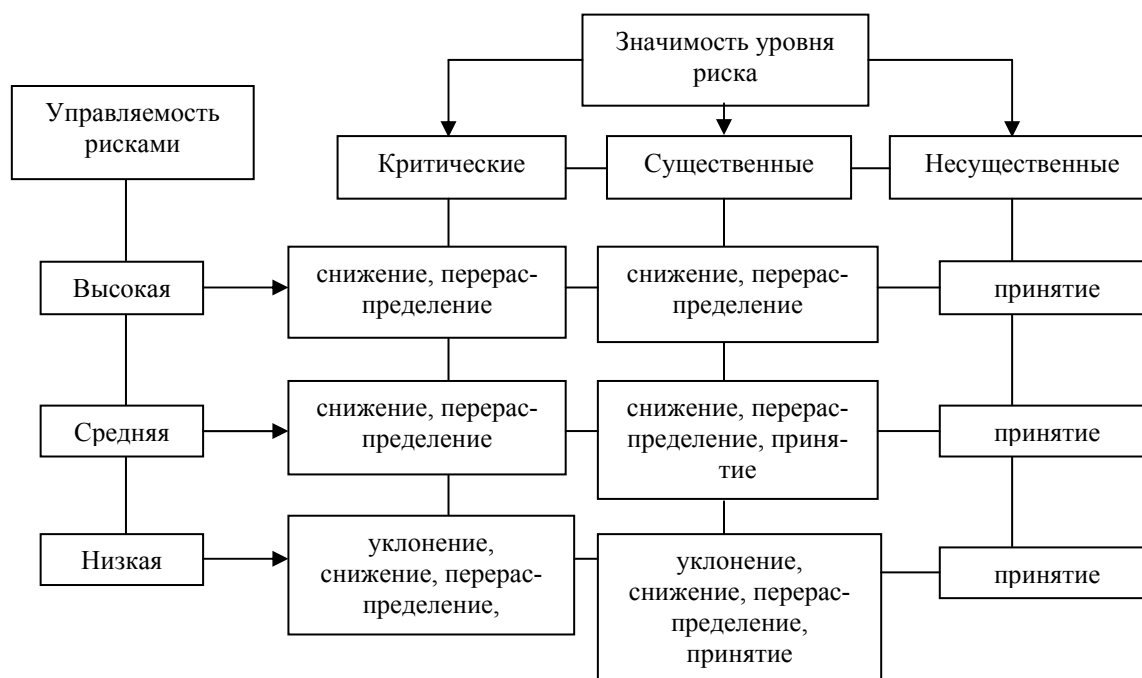 Значимость уровня
риска
Управляемость
рисками
Критические
Существенные
Несущественные
Высокая
снижение, перерас-
пределение
снижение, перерас-
пределение
принятие
Средняя
снижение, перерас-
пределение
снижение, перерас-
пределение, приня-
тие
принятие
Низкая
уклонение,
снижение, перерас-
пределение,
уклонение,
снижение, перерас-
пределение,
принятие
принятие